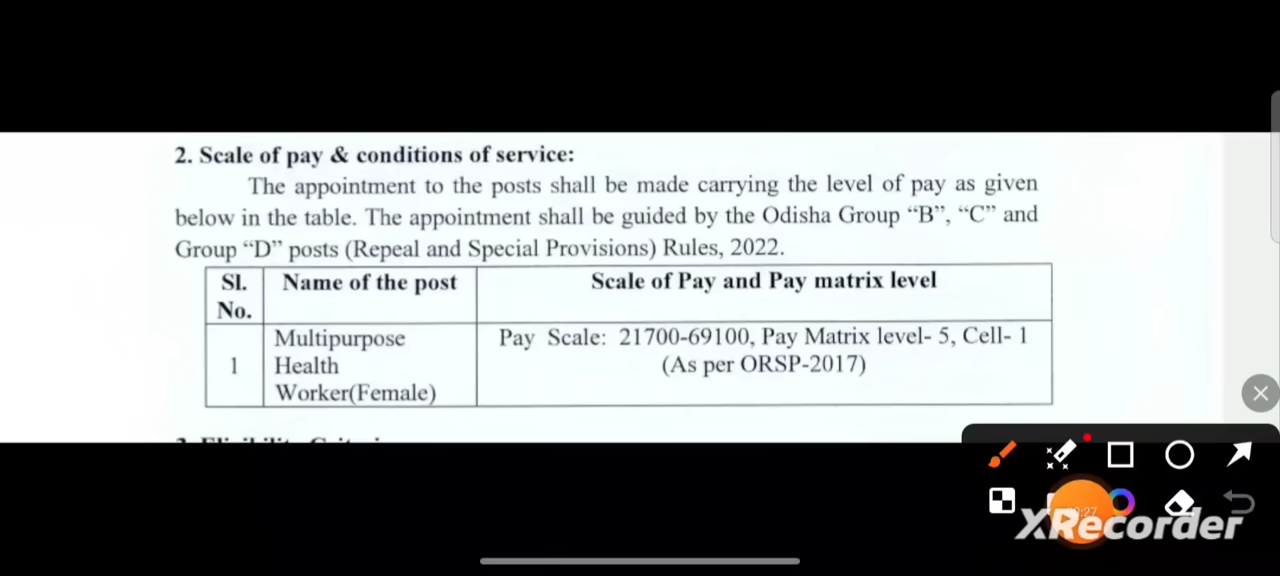 2. Scale of pay & conditions of service:
The appointment to the posts shall be made carrying the level of pay as given
below in the table. The appointment shall be guided by the Odisha Group “B”, “C” and
Group “D” posts (Repeal and Special Provisions) Rules, 2022.
Sl. No. Name of the post Scale of Pay and Pay matrix level
1 Multipurpose Health Worker(Female) Pay Scale: 21700-69100, Pay Matrix level- 5, Cell- 1 (As per ORSP-2017)
XRecorder